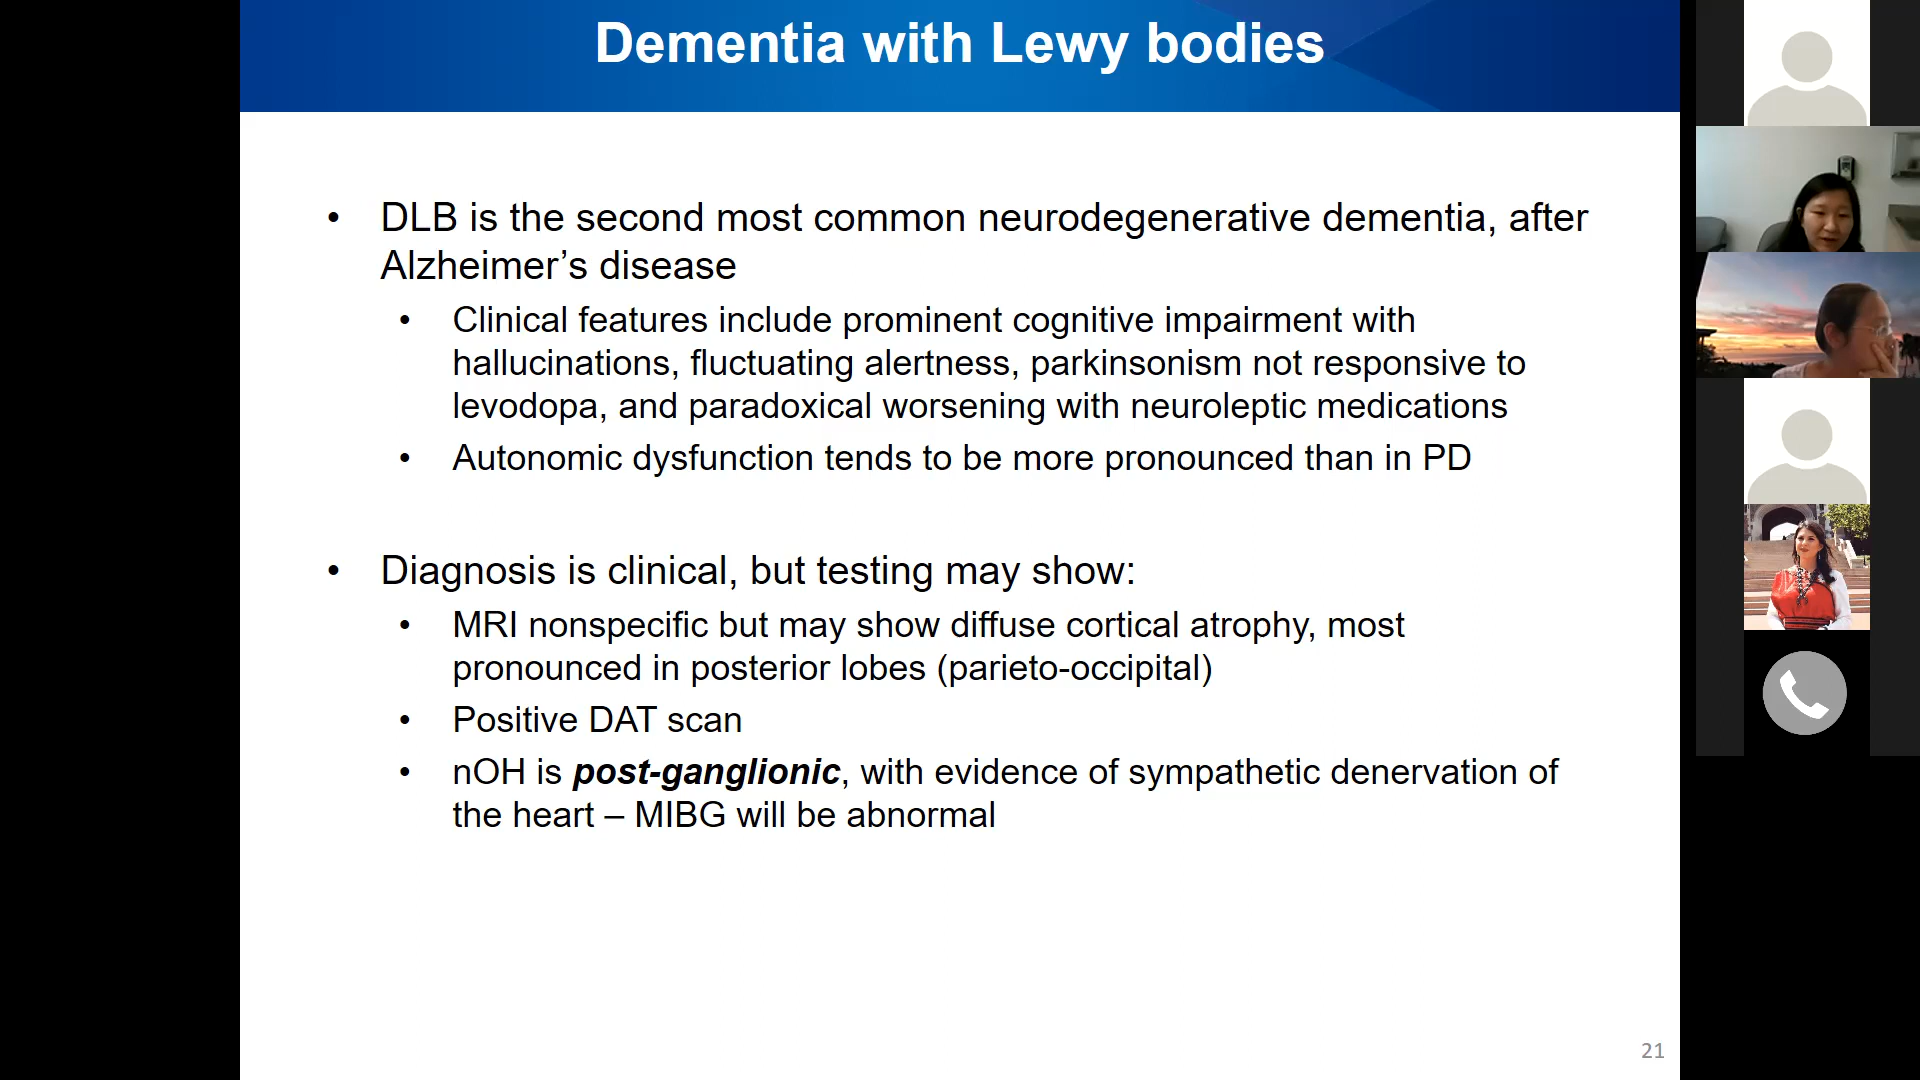 Dementia with Lewy bodies
• DLB is the second most common neurodegenerative dementia, after
Alzheimer’s disease
• Clinical features include prominent cognitive impairment with
hallucinations, fluctuating alertness, parkinsonism not responsive to
levodopa, and paradoxical worsening with neuroleptic medications
• Autonomic dysfunction tends to be more pronounced than in PD
• Diagnosis is clinical, but testing may show:
• MRI nonspecific but may show diffuse cortical atrophy, most
pronounced in posterior lobes (parieto-occipital)
• Positive DAT scan
• nOH is post-ganglionic, with evidence of sympathetic denervation of
the heart – MIBG will be abnormal
21